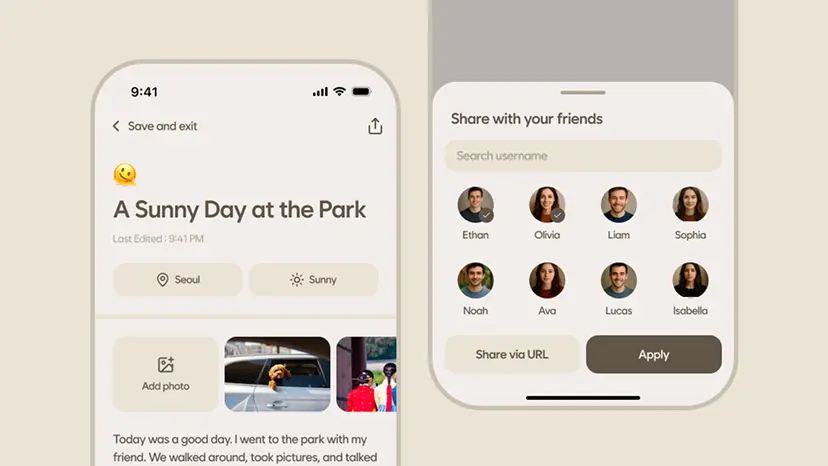 9:41
Save and exit
A Sunny Day at the Park
Last Edited : 9:41 PM
Seoul
Sunny
Add photo
Today was a good day. I went to the park with my
friend. We walked around, took pictures, and talked
Share with your friends
Search username
Ethan
Olivia
Liam
Sophia
Noah
Ava
Lucas
Isabella
Share via URL
Apply